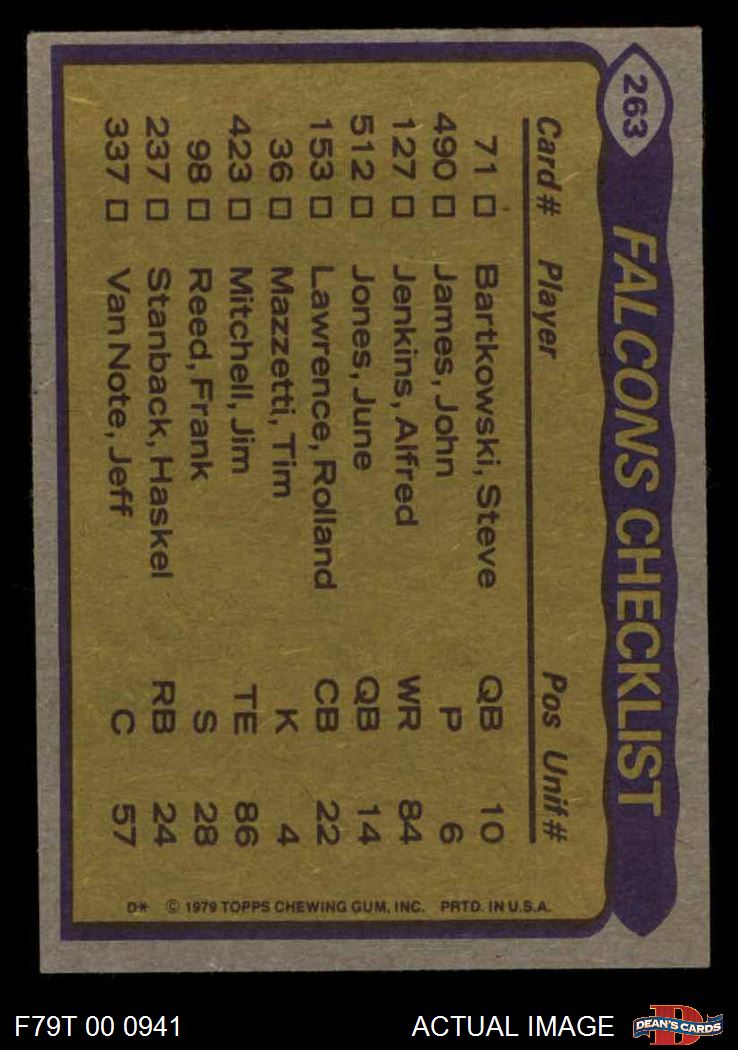 263
FALCONS CHECKLIST
Card # Player Pos Unif #
71 □ Bartkowski, Steve QB 10
490 □ James, John P 6
127 □ Jenkins, Alfred WR 84
512 □ Jones, June QB 14
153 □ Lawrence, Rolland CB 22
36 □ Mazzetti, Tim K 4
423 □ Mitchell, Jim TE 86
98 □ Reed, Frank S 28
237 □ Stanback, Haskel RB 24
337 □ Van Note, Jeff C 57
D* © 1979 TOPPS CHEWING GUM, INC. PRTD. IN U.S.A.
F79T 00 0941 ACTUAL IMAGE
D
DEAN'S CARDS